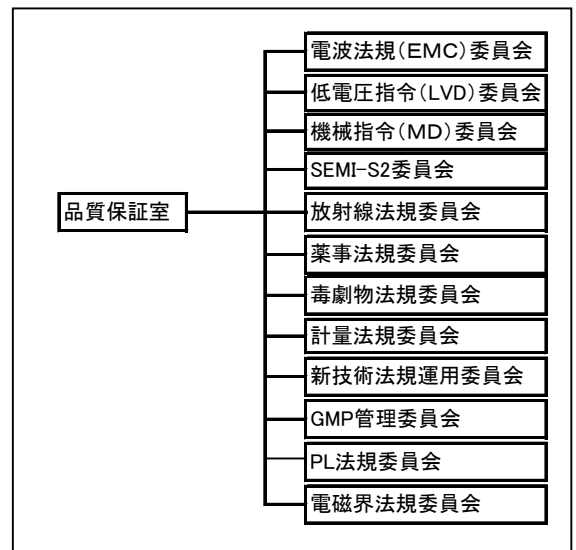 電波法規(EMC)委員会
低電圧指令(LVD)委員会
機械指令(MD)委員会
SEMI-S2委員会
品質保証室
放射線法規委員会
薬事法規委員会
毒劇物法規委員会
計量法規委員会
新技術法規運用委員会
GMP管理委員会
PL法規委員会
電磁界法規委員会